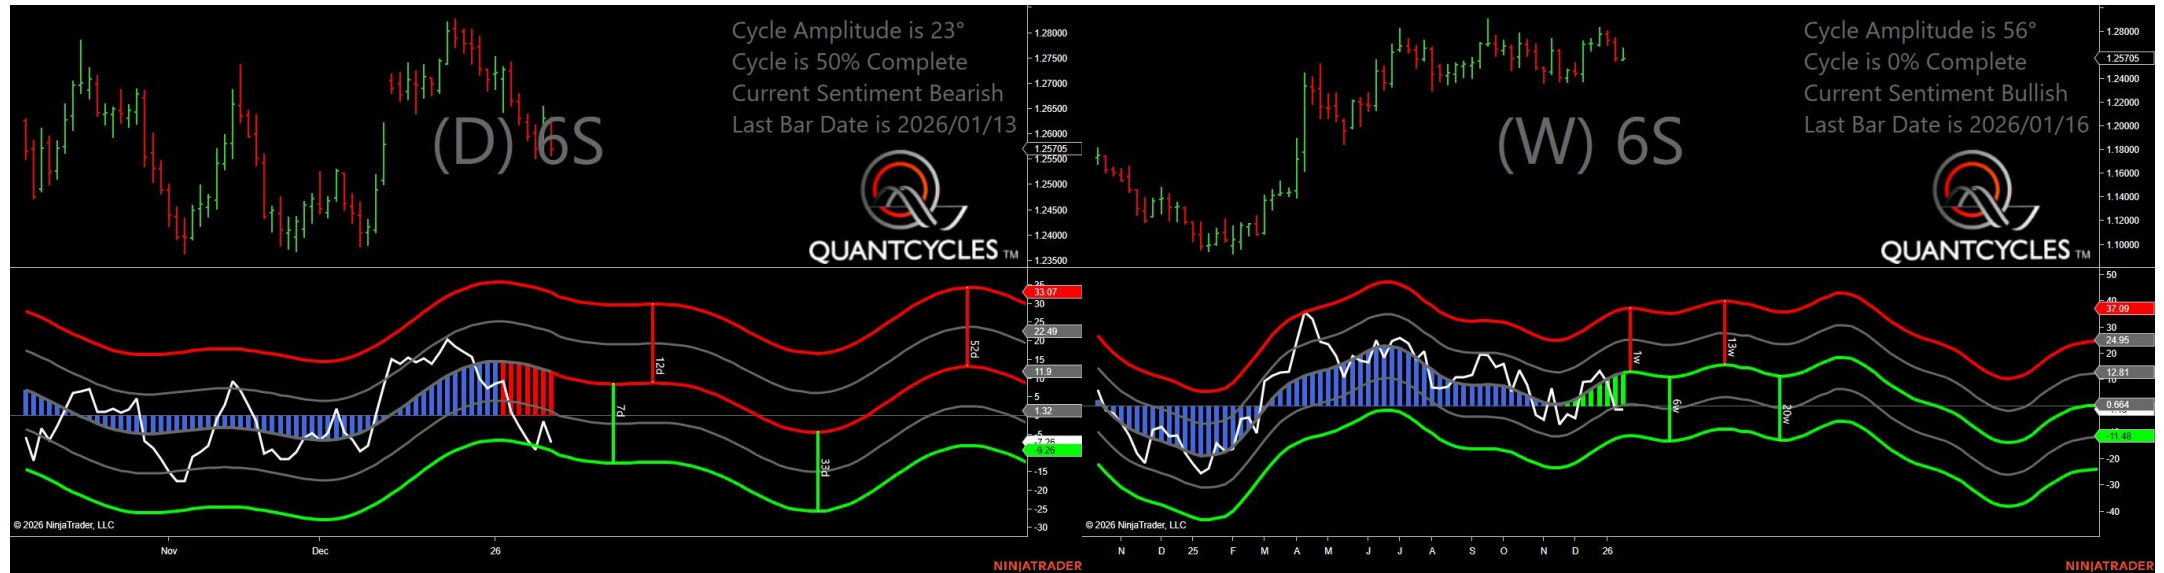 Cycle Amplitude is 23°
Cycle is 50% Complete
Current Sentiment Bearish
Last Bar Date is 2026/01/13
(D) 6S
QUANTCYCLES TM
1.28000
1.27500
1.27000
1.26500
1.26000
1.25705
1.25500
1.25000
1.24500
1.24000
1.23500
35
33.07
30
25
22.49
20
15
11.9
10
5
1.32
-5
-7.26
-9.26
-15
-20
-25
-30
12d
7d
33d
52d
© 2026 NinjaTrader, LLC
Nov
Dec
26
NINJATRADER
Cycle Amplitude is 56°
Cycle is 0% Complete
Current Sentiment Bullish
Last Bar Date is 2026/01/16
(W) 6S
QUANTCYCLES TM
1.28000
1.25705
1.24000
1.22000
1.20000
1.18000
1.16000
1.14000
1.12000
1.10000
50
40
37.09
30
24.95
20
12.81
10
0.664
-11.48
-20
-30
-40
1w
13w
6w
20w
© 2026 NinjaTrader, LLC
N D 25 F M A M J J A S O N D 26
NINJATRADER